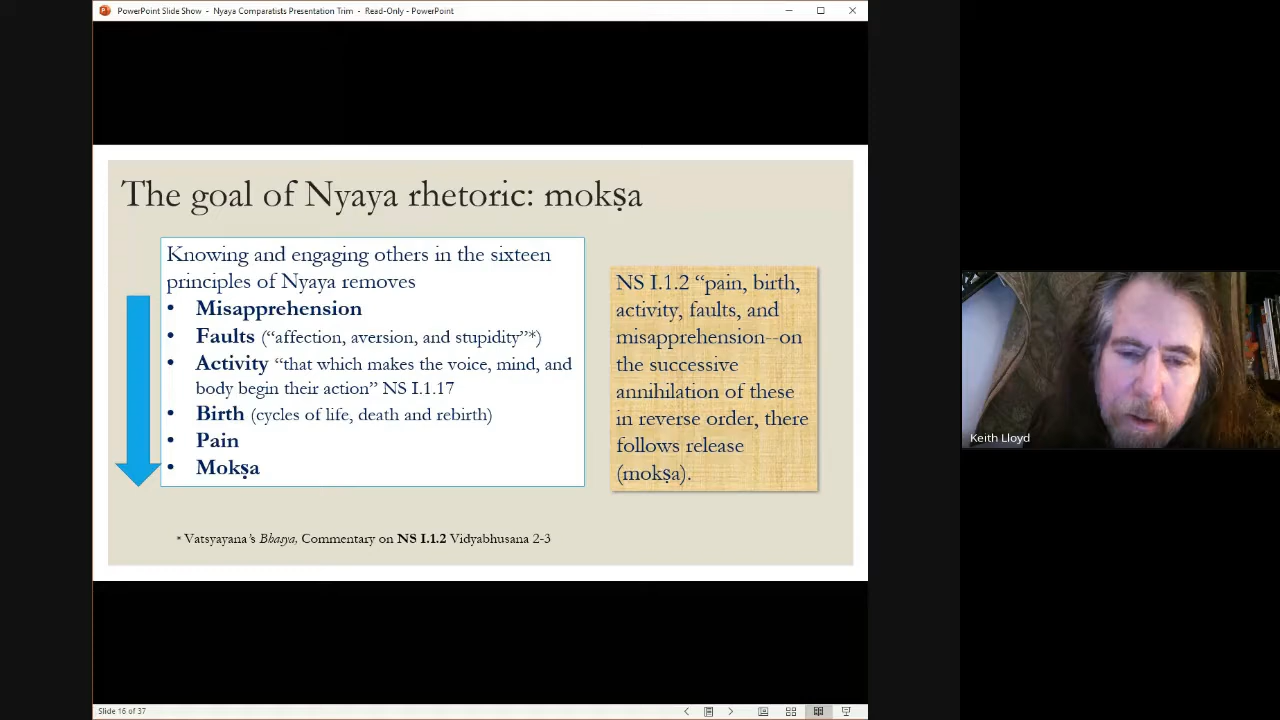 PowerPoint Slide Show - Nyaya Comparatists Presentation Trim - Read-Only - PowerPoint
The goal of Nyaya rhetoric: mokṣa
Knowing and engaging others in the sixteen
principles of Nyaya removes
• Misapprehension
• Faults (“affection, aversion, and stupidity”*)
• Activity “that which makes the voice, mind, and
body begin their action” NS I.1.17
• Birth (cycles of life, death and rebirth)
• Pain
• Mokṣa
NS I.1.2 “pain, birth,
activity, faults, and
misapprehension--on
the successive
annihilation of these
in reverse order, there
follows release
(mokṣa).
* Vatsyayana’s Bhasya, Commentary on NS I.1.2 Vidyabhusana 2-3
Keith Lloyd
Slide 16 of 37